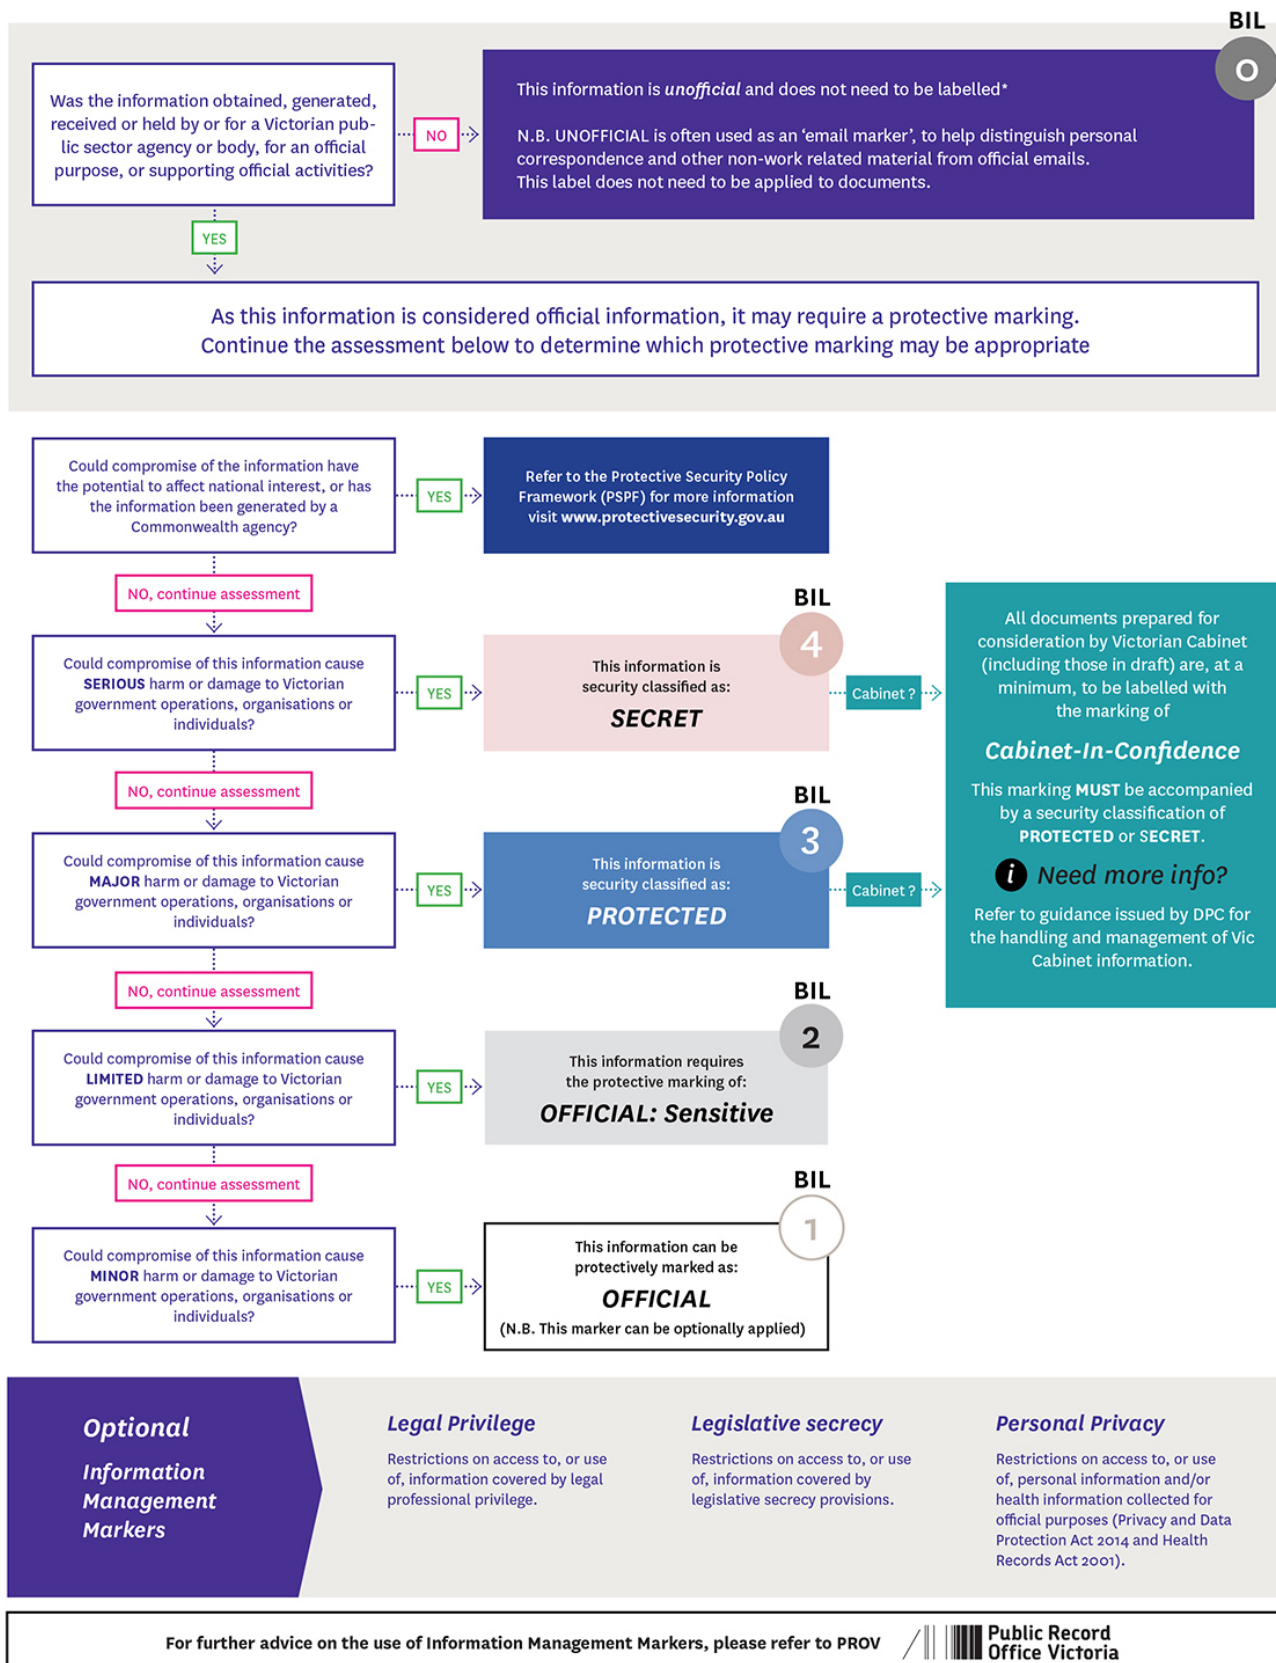 BIL
0
Was the information obtained, generated,
received or held by or for a Victorian pub-
lic sector agency or body, for an official
purpose, or supporting official activities?
NO
This information is unofficial and does not need to be labelled*
N.B. UNOFFICIAL is often used as an ‘email marker’, to help distinguish personal
correspondence and other non-work related material from official emails.
This label does not need to be applied to documents.
YES
As this information is considered official information, it may require a protective marking.
Continue the assessment below to determine which protective marking may be appropriate
Could compromise of the information have
the potential to affect national interest, or has
the information been generated by a
Commonwealth agency?
YES
Refer to the Protective Security Policy
Framework (PSPF) for more information
visit www.protectivesecurity.gov.au
NO, continue assessment
Could compromise of this information cause
SERIOUS harm or damage to Victorian
government operations, organisations or
individuals?
YES
BIL
4
This information is
security classified as:
SECRET
Cabinet ?
All documents prepared for
consideration by Victorian Cabinet
(including those in draft) are, at a
minimum, to be labelled with
the marking of
Cabinet-In-Confidence
This marking MUST be accompanied
by a security classification of
PROTECTED or SECRET.
i Need more info?
Refer to guidance issued by DPC for
the handling and management of Vic
Cabinet information.
NO, continue assessment
Could compromise of this information cause
MAJOR harm or damage to Victorian
government operations, organisations or
individuals?
YES
BIL
3
This information is
security classified as:
PROTECTED
Cabinet ?
NO, continue assessment
Could compromise of this information cause
LIMITED harm or damage to Victorian
government operations, organisations or
individuals?
YES
BIL
2
This information requires
the protective marking of:
OFFICIAL: Sensitive
NO, continue assessment
Could compromise of this information cause
MINOR harm or damage to Victorian
government operations, organisations or
individuals?
YES
BIL
1
This information can be
protectively marked as:
OFFICIAL
(N.B. This marker can be optionally applied)
Optional
Information
Management
Markers
Legal Privilege
Restrictions on access to, or use
of, information covered by legal
professional privilege.
Legislative secrecy
Restrictions on access to, or use
of, information covered by
legislative secrecy provisions.
Personal Privacy
Restrictions on access to, or use
of, personal information and/or
health information collected for
official purposes (Privacy and Data
Protection Act 2014 and Health
Records Act 2001).
For further advice on the use of Information Management Markers, please refer to PROV
Public Record
Office Victoria